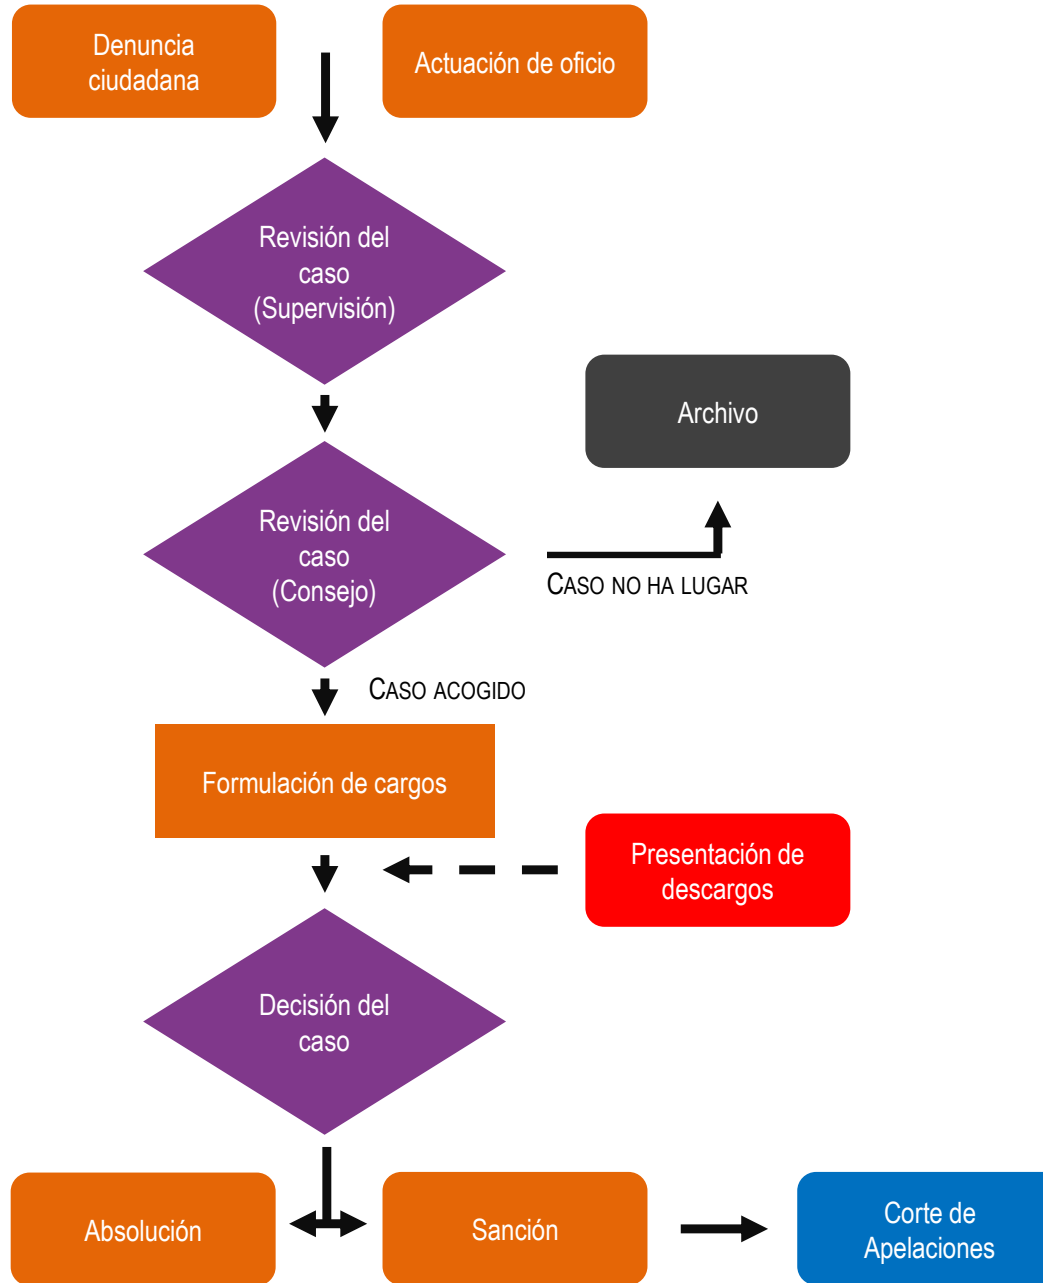 Denuncia
ciudadana
Actuación de oficio
Revisión del
caso
(Supervisión)
Archivo
Revisión del
caso
(Consejo)
CASO NO HA LUGAR
CASO ACOGIDO
Formulación de cargos
Presentación de
descargos
Decisión del
caso
Absolución
Sanción
Corte de
Apelaciones